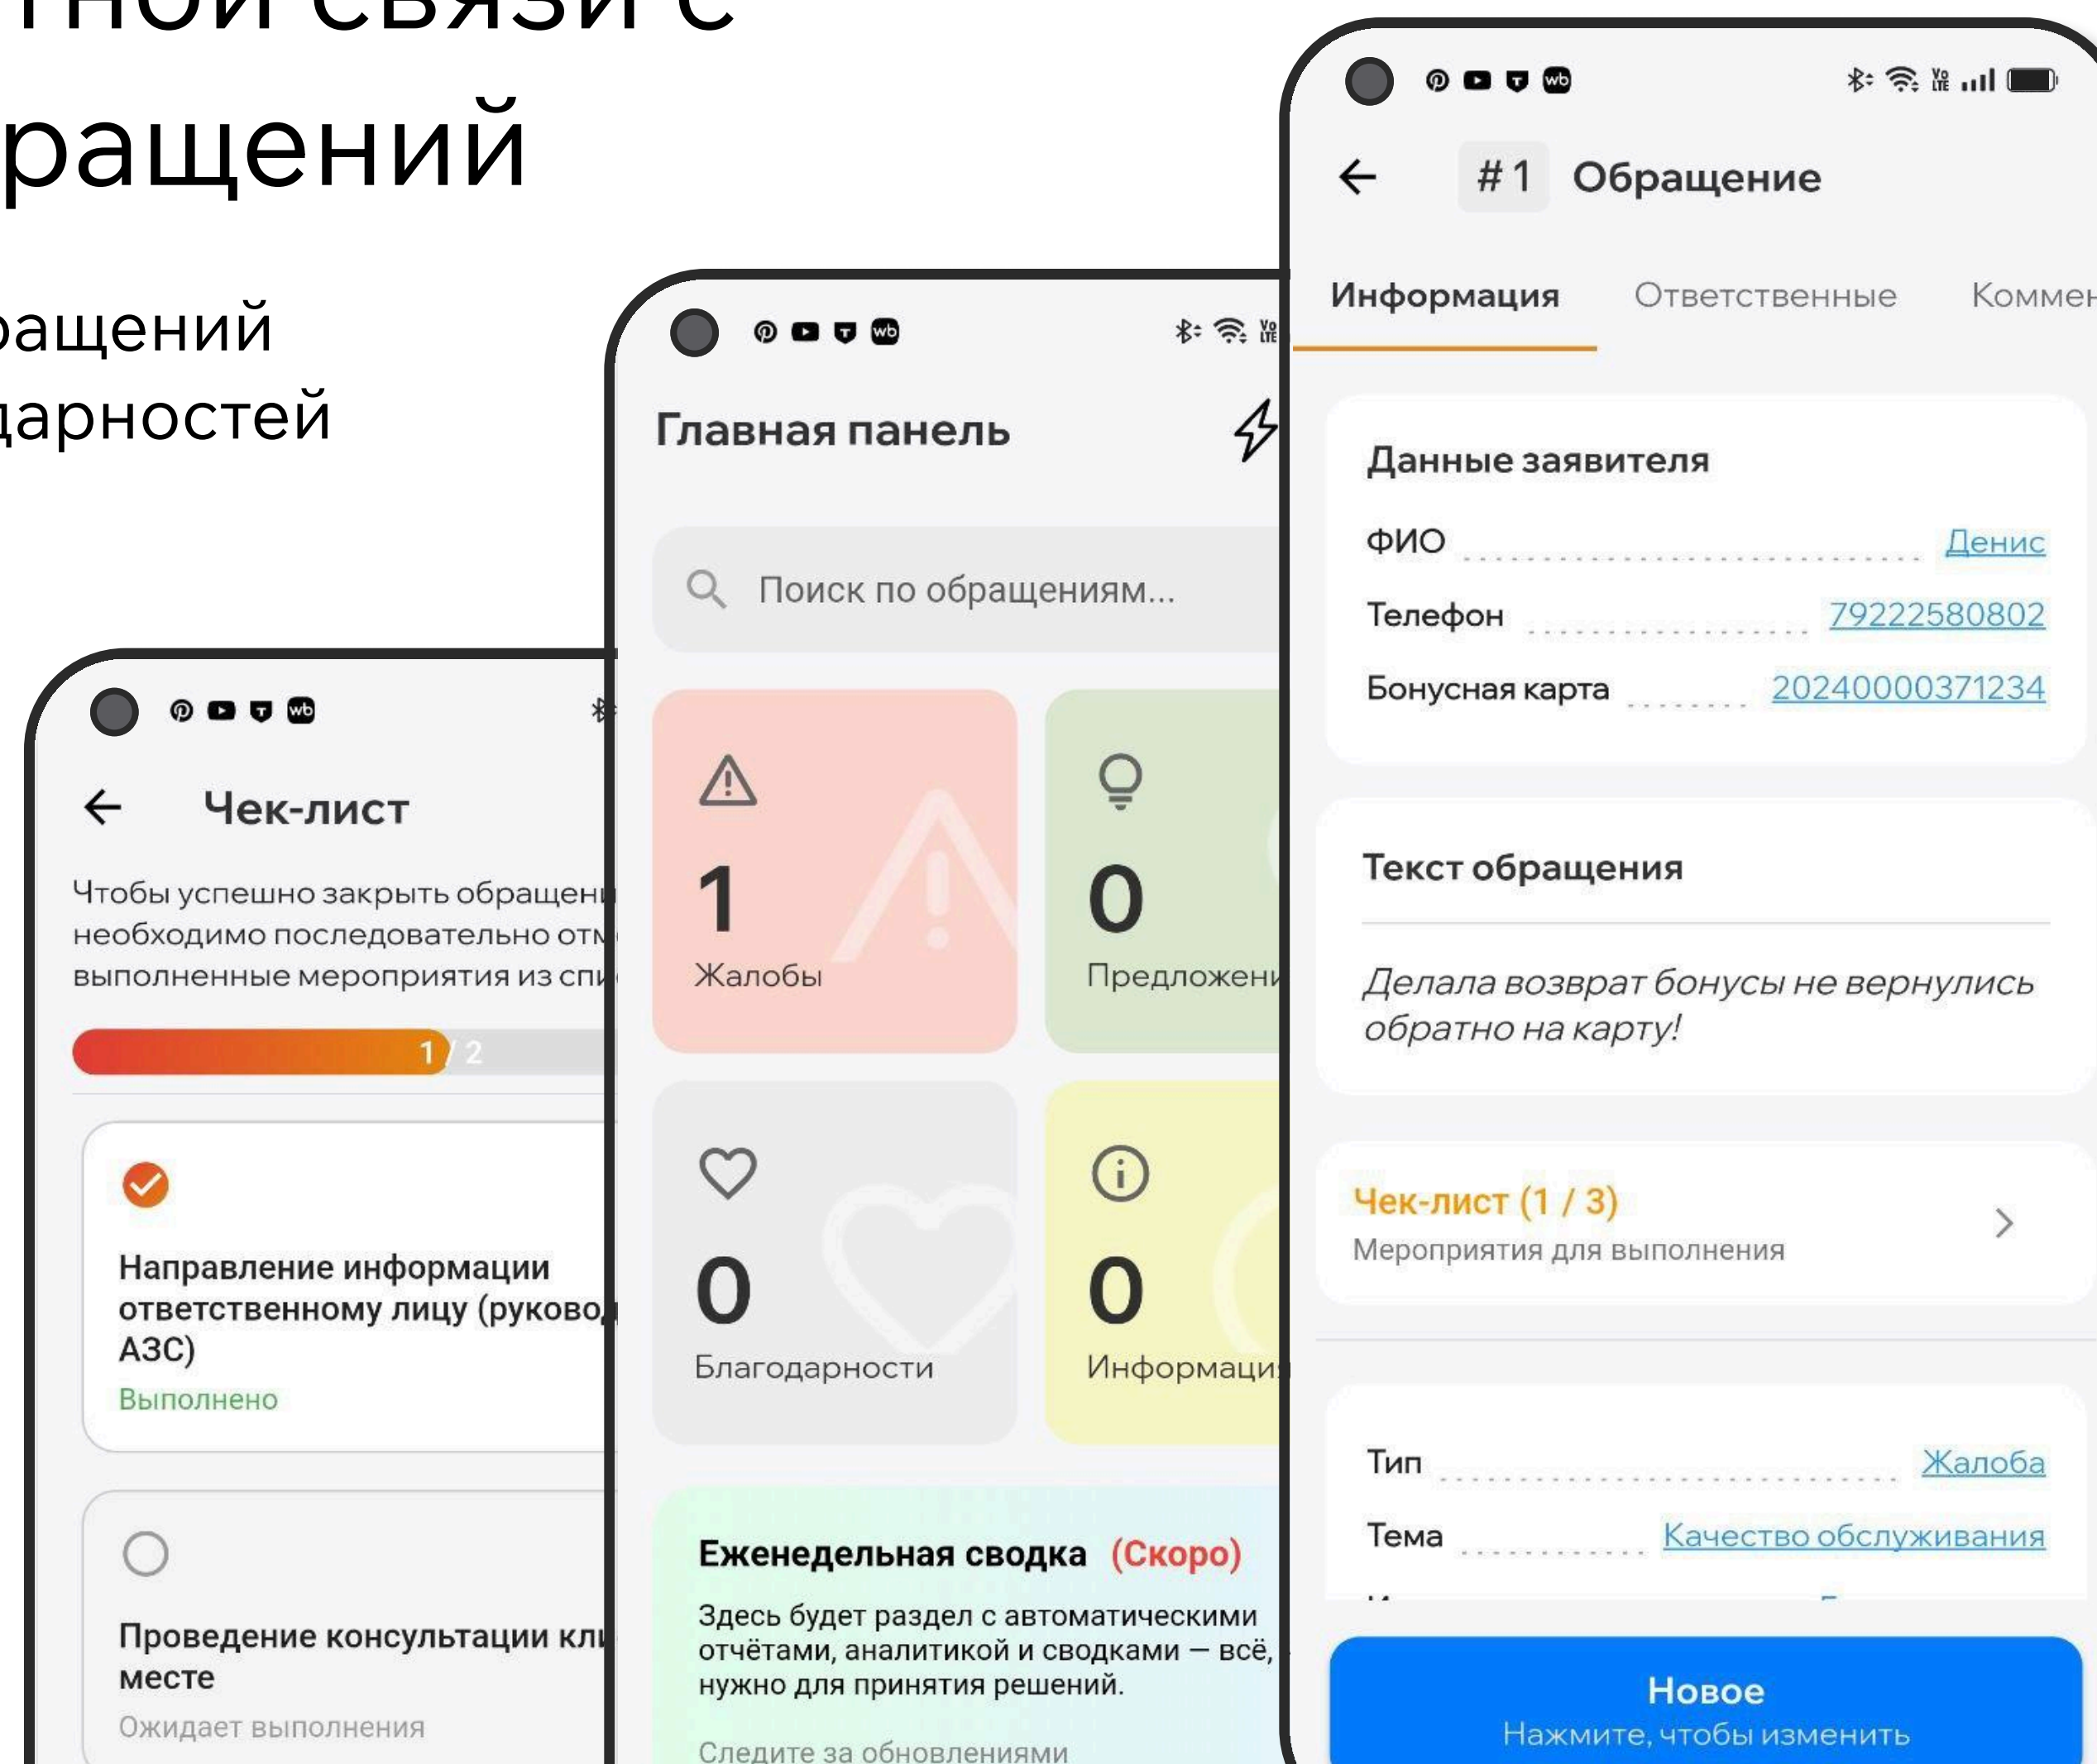 тной связи с
ращений
ращений
дарностей
Чек-лист
Чтобы успешно закрыть обращени
необходимо последовательно отм
выполненные мероприятия из спи
1 / 2
Направление информации
ответственному лицу (руковод
АЗС)
Выполнено
Проведение консультации кли
месте
Ожидает выполнения
Главная панель
Поиск по обращениям...
1
Жалобы
0
Предложени
0
Благодарности
0
Информация
Еженедельная сводка (Скоро)
Здесь будет раздел с автоматическими
отчётами, аналитикой и сводками — всё,
нужно для принятия решений.
Следите за обновлениями
# 1 Обращение
Информация Ответственные Коммен
Данные заявителя
ФИО Денис
Телефон 79222580802
Бонусная карта 20240000371234
Текст обращения
Делала возврат бонусы не вернулись
обратно на карту!
Чек-лист (1 / 3)
Мероприятия для выполнения
Тип Жалоба
Тема Качество обслуживания
Новое
Нажмите, чтобы изменить